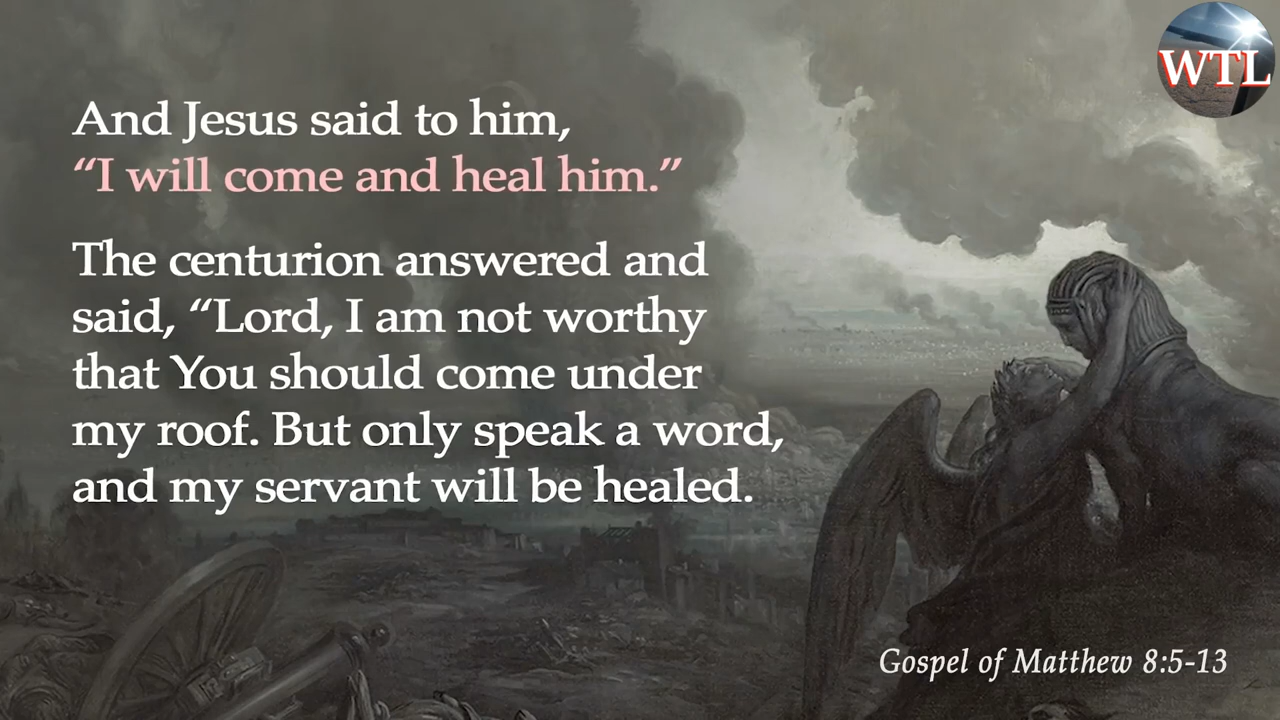 WTL
And Jesus said to him,
“I will come and heal him.”
The centurion answered and
said, “Lord, I am not worthy
that You should come under
my roof. But only speak a word,
and my servant will be healed.
Gospel of Matthew 8:5-13